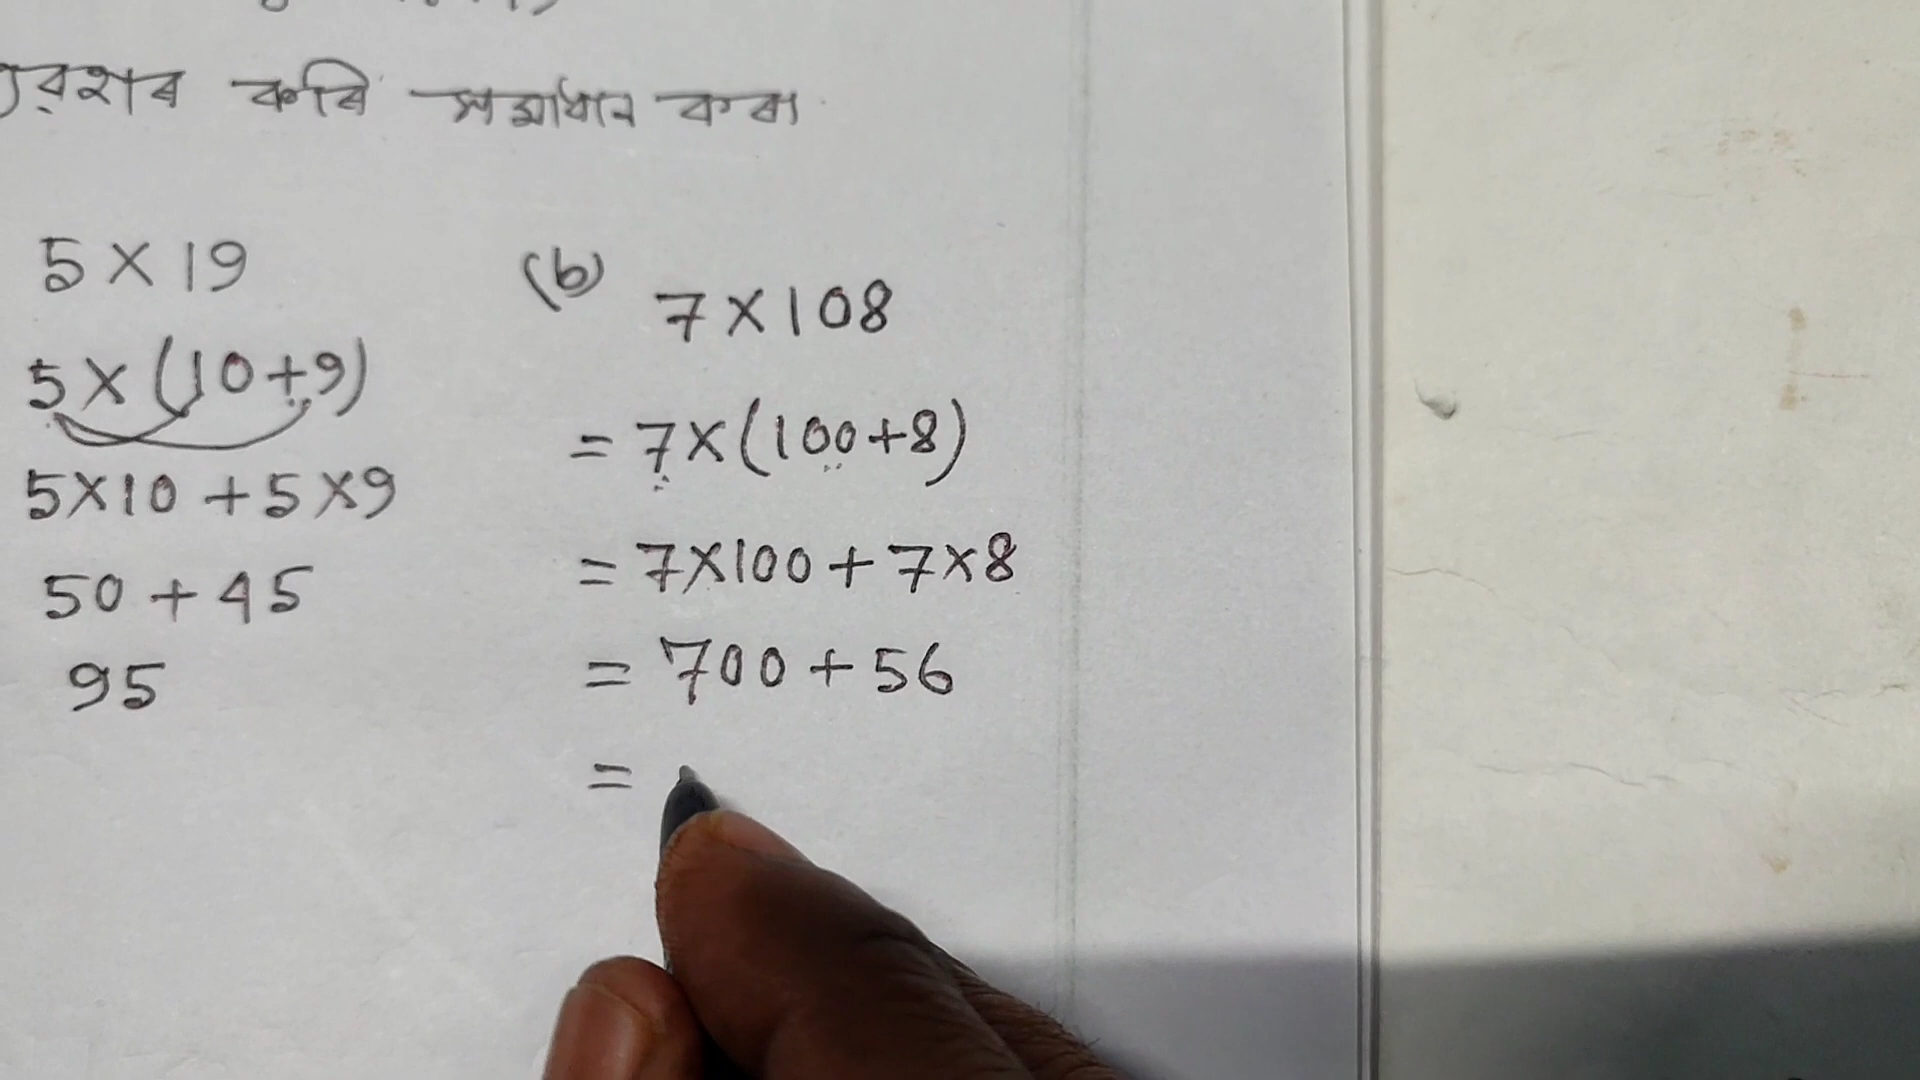 কৰি সমাধান কৰা
5 × 19
5 × (10+9)
5×10 + 5×9
50 + 45
95
(b) 7 × 108
= 7×(100+8)
= 7×100 + 7×8
= 700 + 56
=